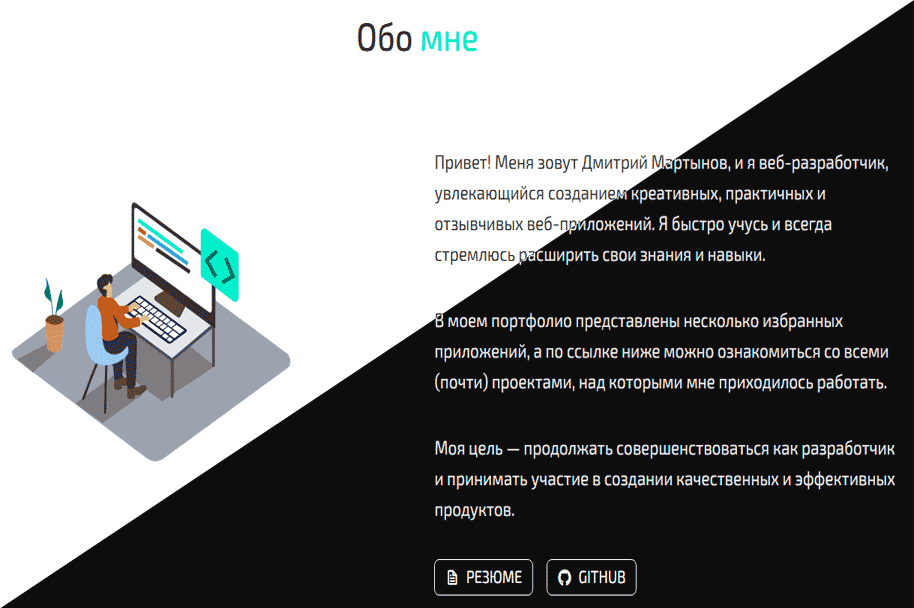 Обо мне
Привет! Меня зовут Дмитрий Мартынов, и я веб-разработчик,
увлекающийся созданием креативных, практичных и
отзывчивых веб-приложений. Я быстро учусь и всегда
стремлюсь расширить свои знания и навыки.
В моем портфолио представлены несколько избранных
приложений, а по ссылке ниже можно ознакомиться со всеми
(почти) проектами, над которыми мне приходилось работать.
Моя цель — продолжать совершенствоваться как разработчик
и принимать участие в создании качественных и эффективных
продуктов.
РЕЗЮМЕ GITHUB